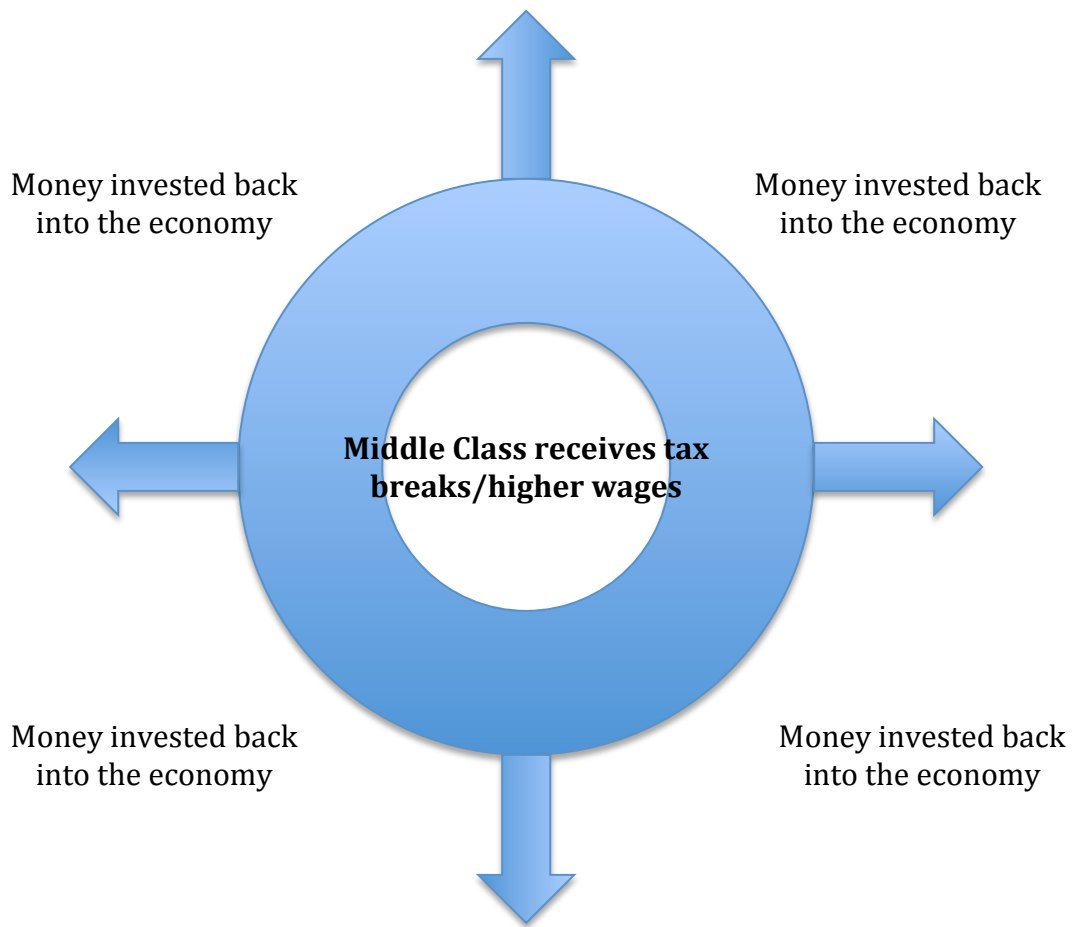 Money invested back
into the economy
Money invested back
into the economy
Middle Class receives tax
breaks/higher wages
Money invested back
into the economy
Money invested back
into the economy